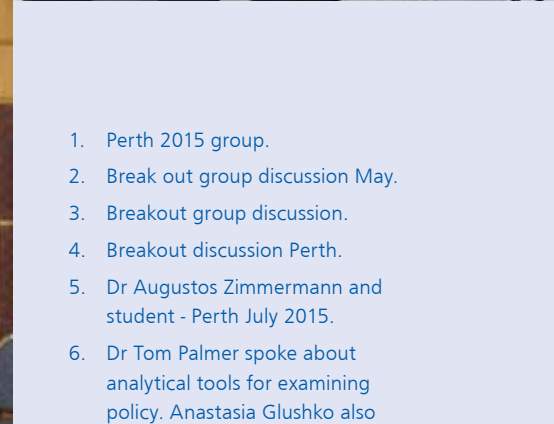 1. Perth 2015 group.
2. Break out group discussion May.
3. Breakout group discussion.
4. Breakout discussion Perth.
5. Dr Augustos Zimmermann and
student - Perth July 2015.
6. Dr Tom Palmer spoke about
analytical tools for examining
policy. Anastasia Glushko also